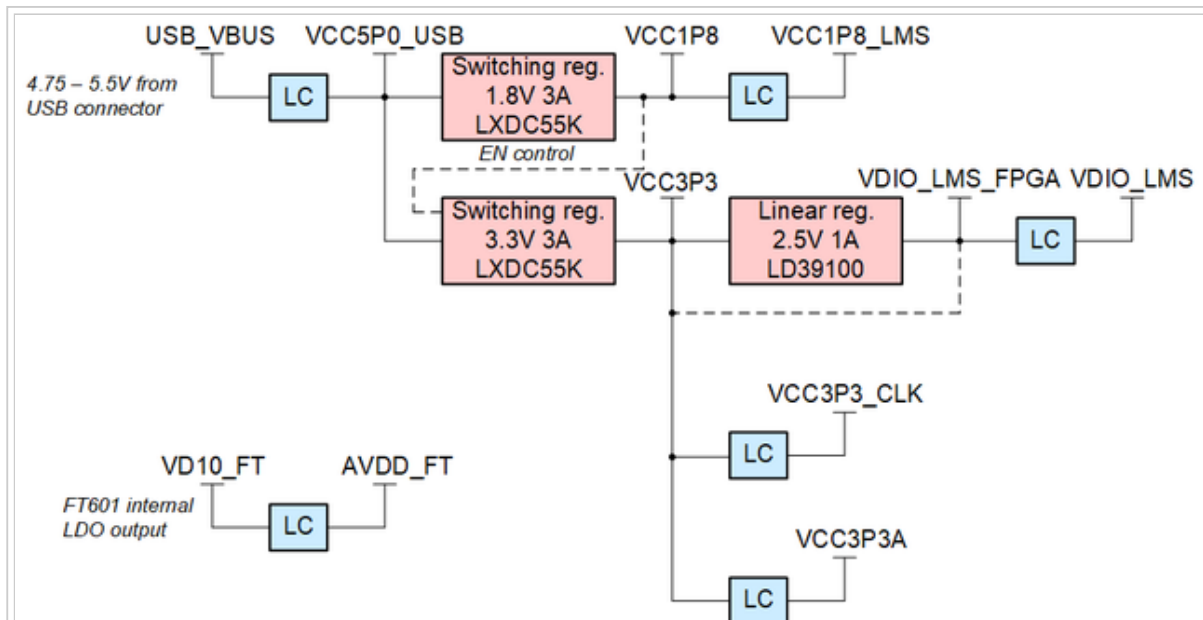 USB_VBUS
VCC5P0_USB
VCC1P8
VCC1P8_LMS
4.75 – 5.5V from
USB connector
LC
Switching reg.
1.8V 3A
LXDC55K
LC
EN control
VCC3P3
VDIO_LMS_FPGA
VDIO_LMS
Switching reg.
3.3V 3A
LXDC55K
Linear reg.
2.5V 1A
LD39100
LC
VCC3P3_CLK
LC
VD10_FT
AVDD_FT
FT601 internal
LDO output
LC
VCC3P3A
LC